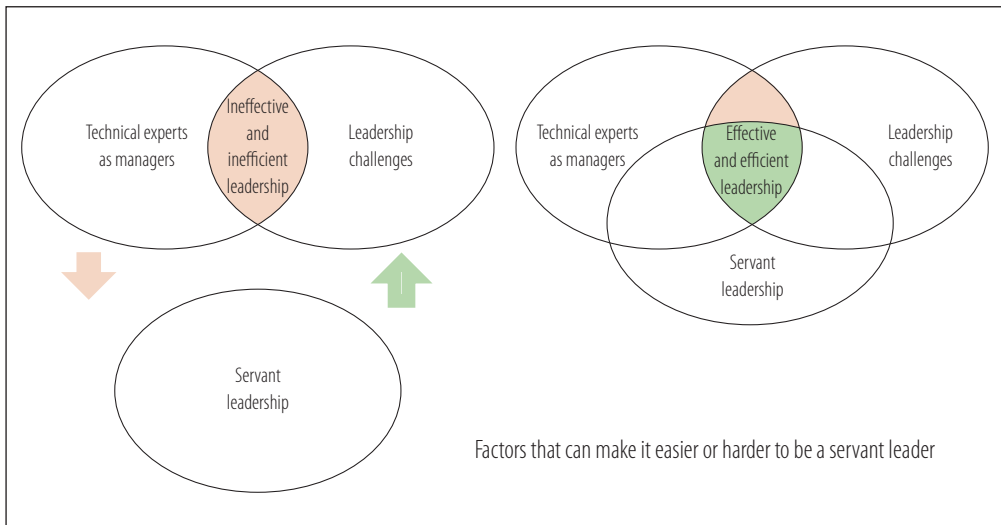 Technical experts
as managers
Ineffective
and
inefficient
leadership
Leadership
challenges
Servant
leadership
Technical experts
as managers
Effective
and efficient
leadership
Leadership
challenges
Servant
leadership
Factors that can make it easier or harder to be a servant leader